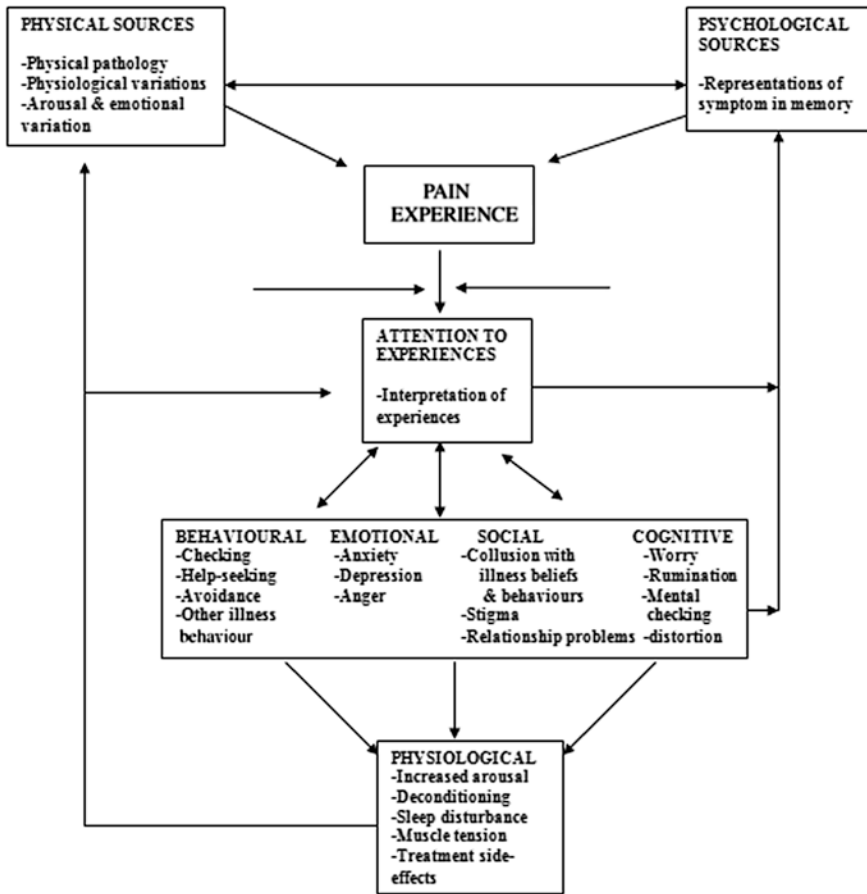 PHYSICAL SOURCES
-Physical pathology
-Physiological variations
-Arousal & emotional
variation
PSYCHOLOGICAL
SOURCES
-Representations of
symptom in memory
PAIN
EXPERIENCE
ATTENTION TO
EXPERIENCES
-Interpretation of
experiences
BEHAVIOURAL
-Checking
-Help-seeking
-Avoidance
-Other illness
behaviour
EMOTIONAL
-Anxiety
-Depression
-Anger
SOCIAL
-Collusion with
illness beliefs
& behaviours
-Stigma
-Relationship problems
COGNITIVE
-Worry
-Rumination
-Mental
checking
-distortion
PHYSIOLOGICAL
-Increased arousal
-Deconditioning
-Sleep disturbance
-Muscle tension
-Treatment side-
effects